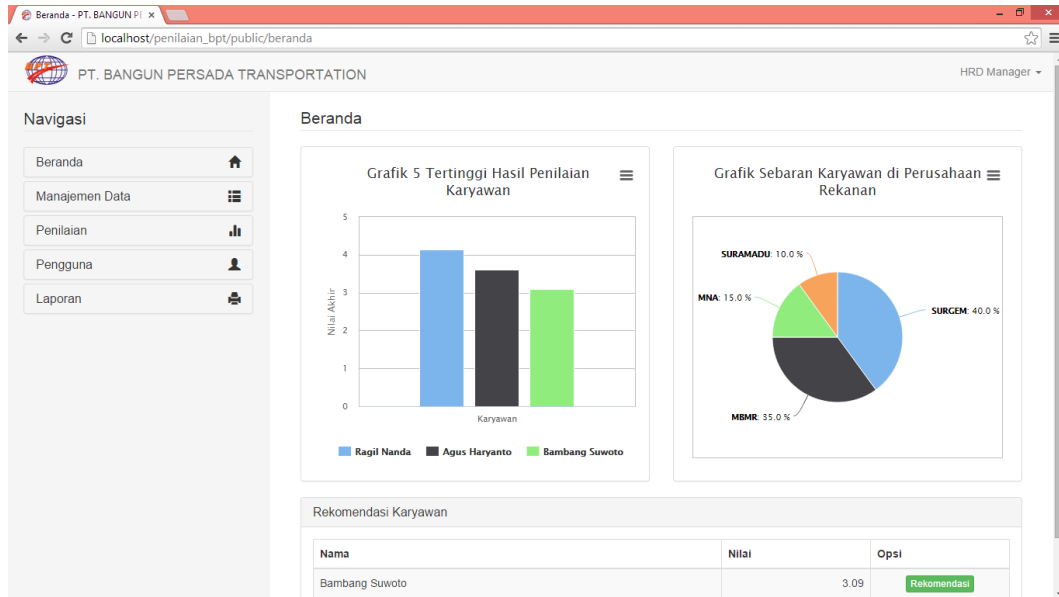 Beranda - PT. BANGUN PE
localhost/penilaian_bpt/public/beranda
PT. BANGUN PERSADA TRANSPORTATION
HRD Manager
Navigasi
Beranda
Manajemen Data
Penilaian
Pengguna
Laporan
Beranda
Grafik 5 Tertinggi Hasil Penilaian
Karyawan
5
4
3
2
1
0
Nilai Akhir
Karyawan
Ragil Nanda Agus Haryanto Bambang Suwoto
Grafik Sebaran Karyawan di Perusahaan
Rekanan
SURAMADU: 10.0 %
MNA: 15.0 %
SURGEM: 40.0 %
MBMR: 35.0 %
Rekomendasi Karyawan
Nama Nilai Opsi
Bambang Suwoto 3.09 Rekomendasi